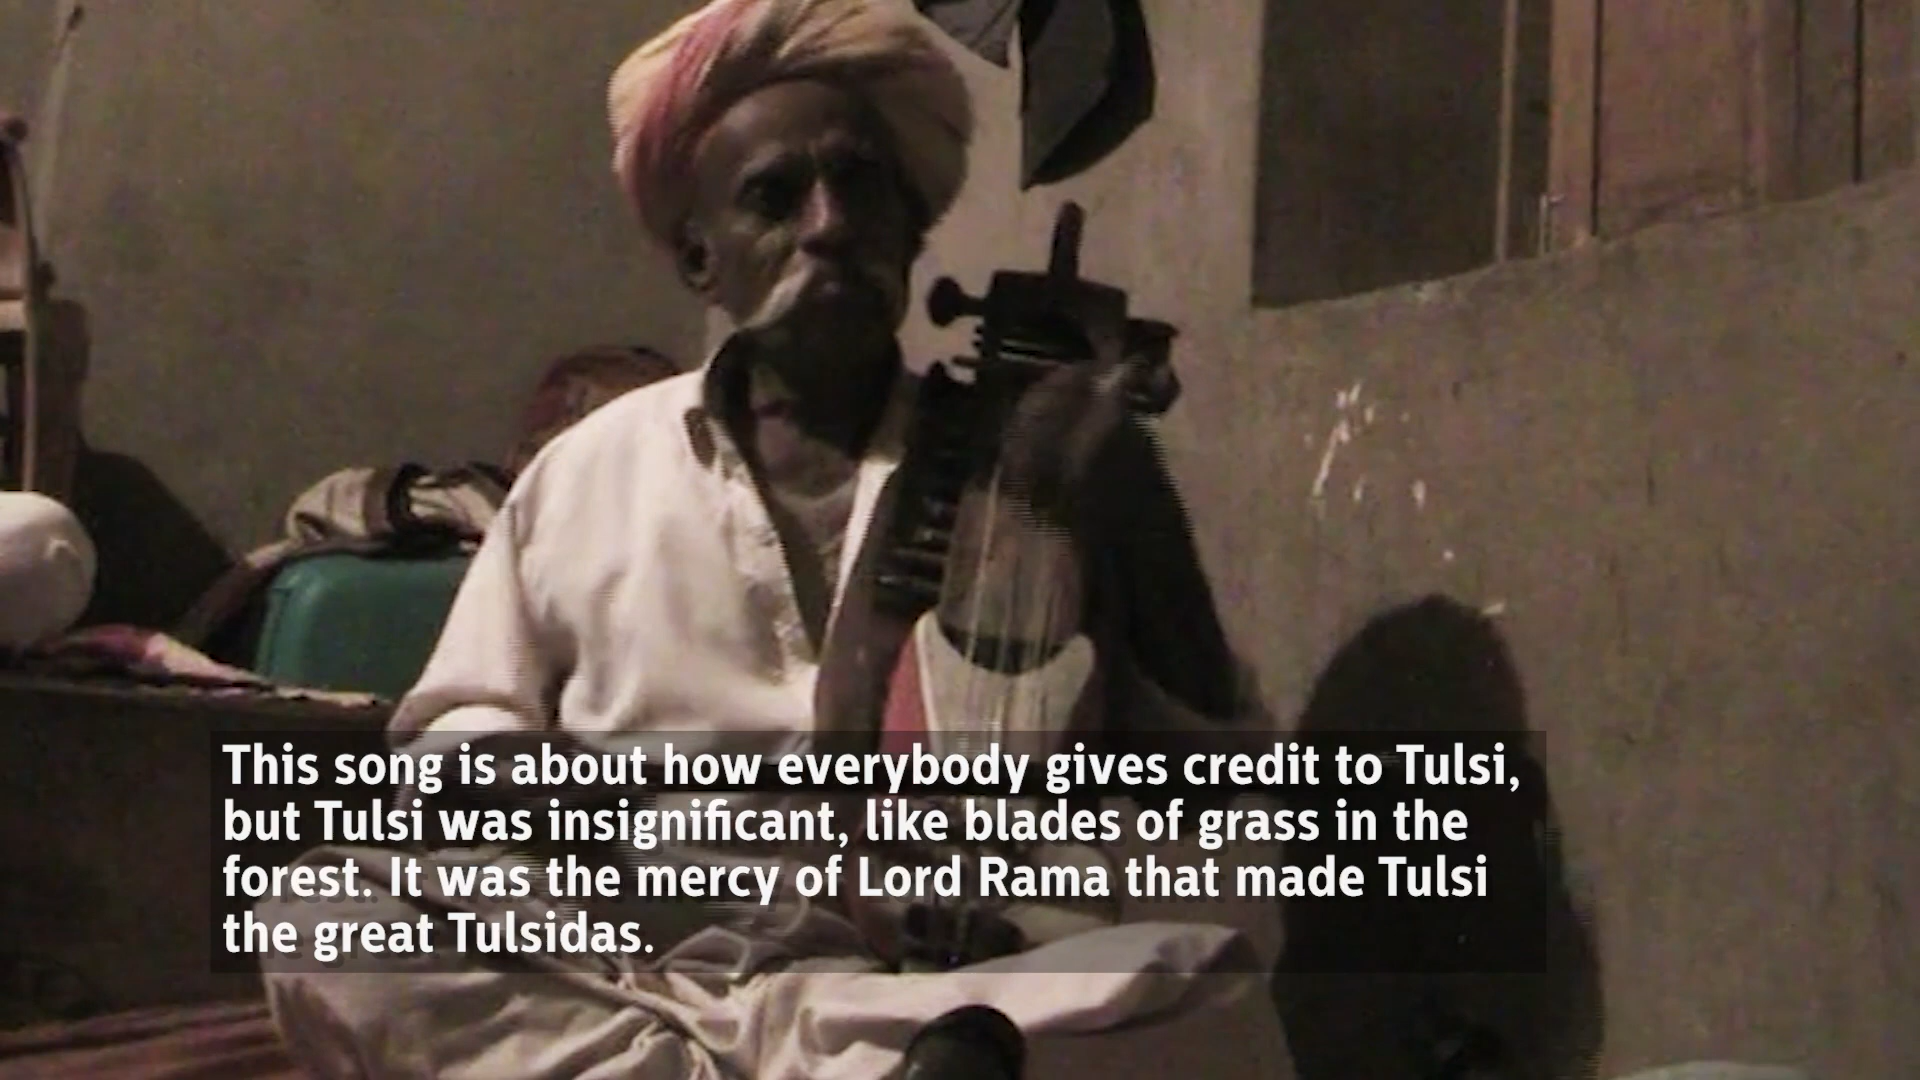 This song is about how everybody gives credit to Tulsi,
but Tulsi was insignificant, like blades of grass in the
forest. It was the mercy of Lord Rama that made Tulsi
the great Tulsidas.